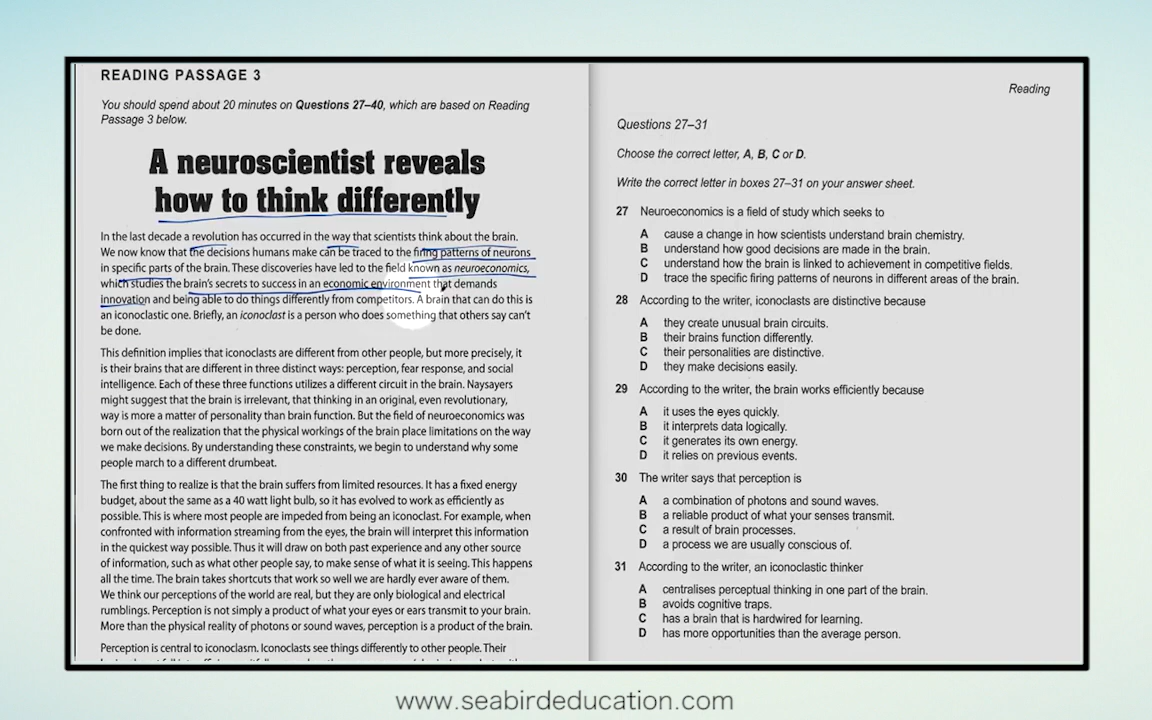 READING PASSAGE 3
You should spend about 20 minutes on Questions 27–40, which are based on Reading
Passage 3 below.
A neuroscientist reveals
how to think differently
In the last decade a revolution has occurred in the way that scientists think about the brain.
We now know that the decisions humans make can be traced to the firing patterns of neurons
in specific parts of the brain. These discoveries have led to the field known as neuroeconomics,
which studies the brain's secrets to success in an economic environment that demands
innovation and being able to do things differently from competitors. A brain that can do this is
an iconoclastic one. Briefly, an iconoclast is a person who does something that others say can't
be done.
This definition implies that iconoclasts are different from other people, but more precisely, it
is their brains that are different in three distinct ways: perception, fear response, and social
intelligence. Each of these three functions utilizes a different circuit in the brain. Naysayers
might suggest that the brain is irrelevant, that thinking in an original, even revolutionary,
way is more a matter of personality than brain function. But the field of neuroeconomics was
born out of the realization that the physical workings of the brain place limitations on the way
we make decisions. By understanding these constraints, we begin to understand why some
people march to a different drumbeat.
The first thing to realize is that the brain suffers from limited resources. It has a fixed energy
budget, about the same as a 40 watt light bulb, so it has evolved to work as efficiently as
possible. This is where most people are impeded from being an iconoclast. For example, when
confronted with information streaming from the eyes, the brain will interpret this information
in the quickest way possible. Thus it will draw on both past experience and any other source
of information, such as what other people say, to make sense of what it is seeing. This happens
all the time. The brain takes shortcuts that work so well we are hardly ever aware of them.
We think our perceptions of the world are real, but they are only biological and electrical
rumblings. Perception is not simply a product of what your eyes or ears transmit to your brain.
More than the physical reality of photons or sound waves, perception is a product of the brain.
Perception is central to iconoclasm. Iconoclasts see things differently to other people. Their
Reading
Questions 27–31
Choose the correct letter, A, B, C or D.
Write the correct letter in boxes 27–31 on your answer sheet.
27 Neuroeconomics is a field of study which seeks to
A cause a change in how scientists understand brain chemistry.
B understand how good decisions are made in the brain.
C understand how the brain is linked to achievement in competitive fields.
D trace the specific firing patterns of neurons in different areas of the brain.
28 According to the writer, iconoclasts are distinctive because
A they create unusual brain circuits.
B their brains function differently.
C their personalities are distinctive.
D they make decisions easily.
29 According to the writer, the brain works efficiently because
A it uses the eyes quickly.
B it interprets data logically.
C it generates its own energy.
D it relies on previous events.
30 The writer says that perception is
A a combination of photons and sound waves.
B a reliable product of what your senses transmit.
C a result of brain processes.
D a process we are usually conscious of.
31 According to the writer, an iconoclastic thinker
A centralises perceptual thinking in one part of the brain.
B avoids cognitive traps.
C has a brain that is hardwired for learning.
D has more opportunities than the average person.
www.seabirdeducation.com